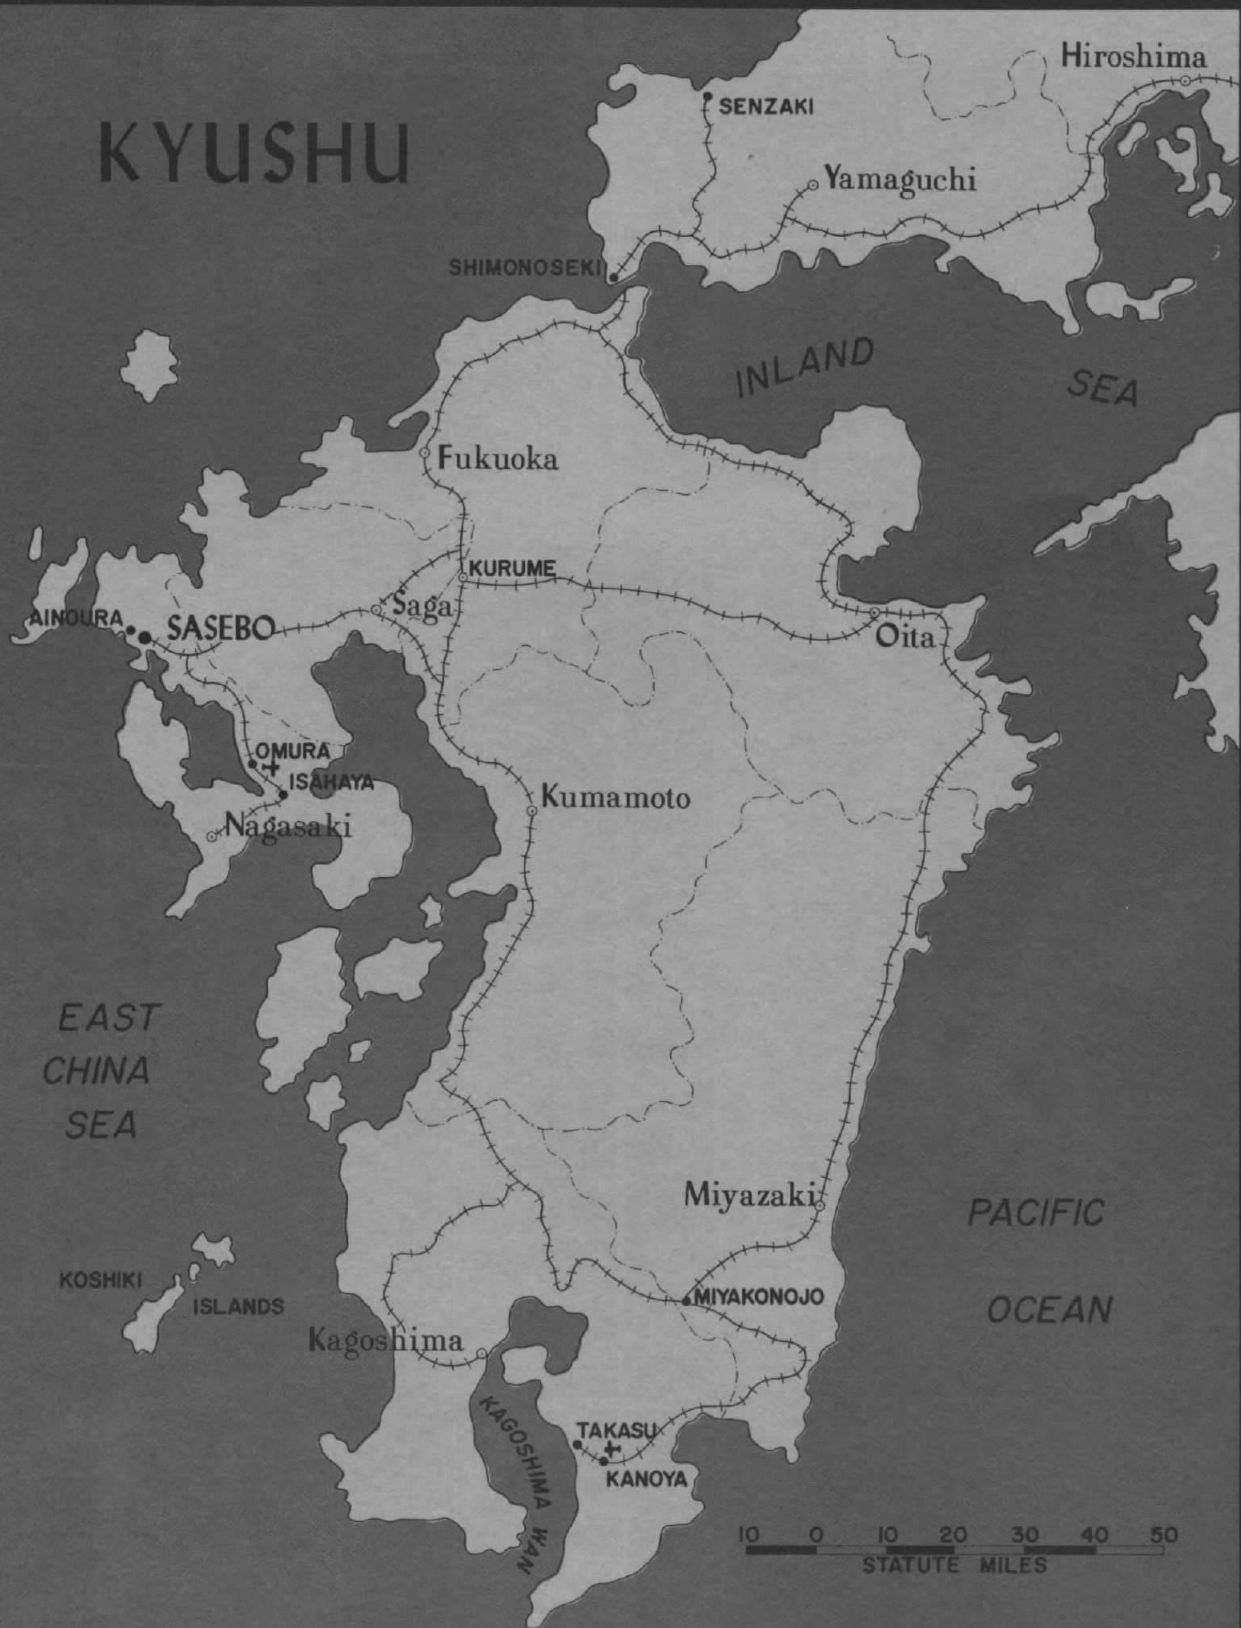 Hiroshima
SENZAKI
KYUSHU
Yamaguchi
SHIMONOSEKI
INLAND
SEA
Fukuoka
KURUME
Saga
AINOURA
SASEBO
Oita
OMURA
ISAHAYA
Kumamoto
Nagasaki
EAST
CHINA
SEA
Miyazaki
PACIFIC
OCEAN
KOSHIKI
ISLANDS
MIYAKONOJO
Kagoshima
KAGOSHIMA WAN
TAKASU
KANOYA
10 0 10 20 30 40 50
STATUTE MILES